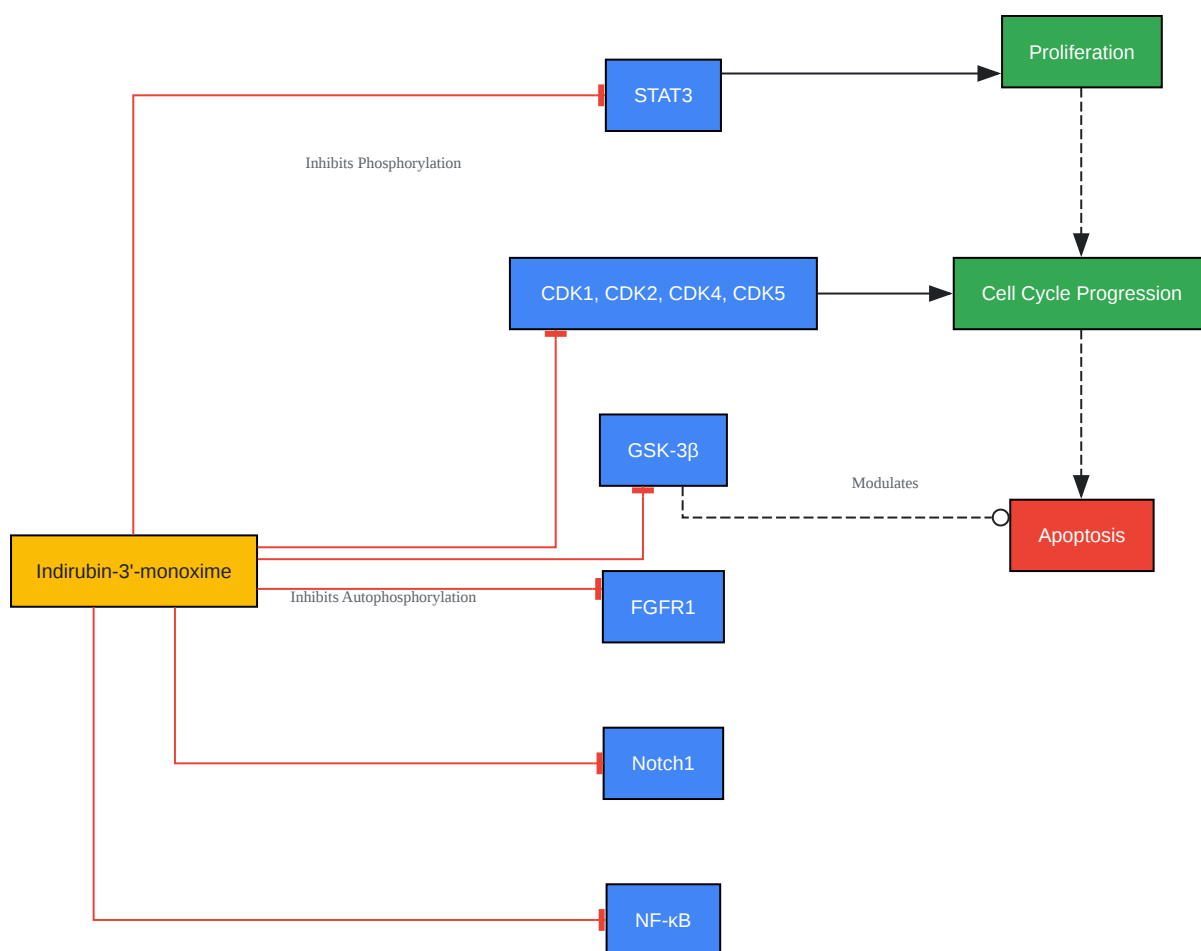 Proliferation
STAT3
Inhibits Phosphorylation
CDK1, CDK2, CDK4, CDK5
Cell Cycle Progression
GSK-3β
Modulates
Apoptosis
Indirubin-3'-monoxime
Inhibits Autophosphorylation
FGFR1
Notch1
NF-κB